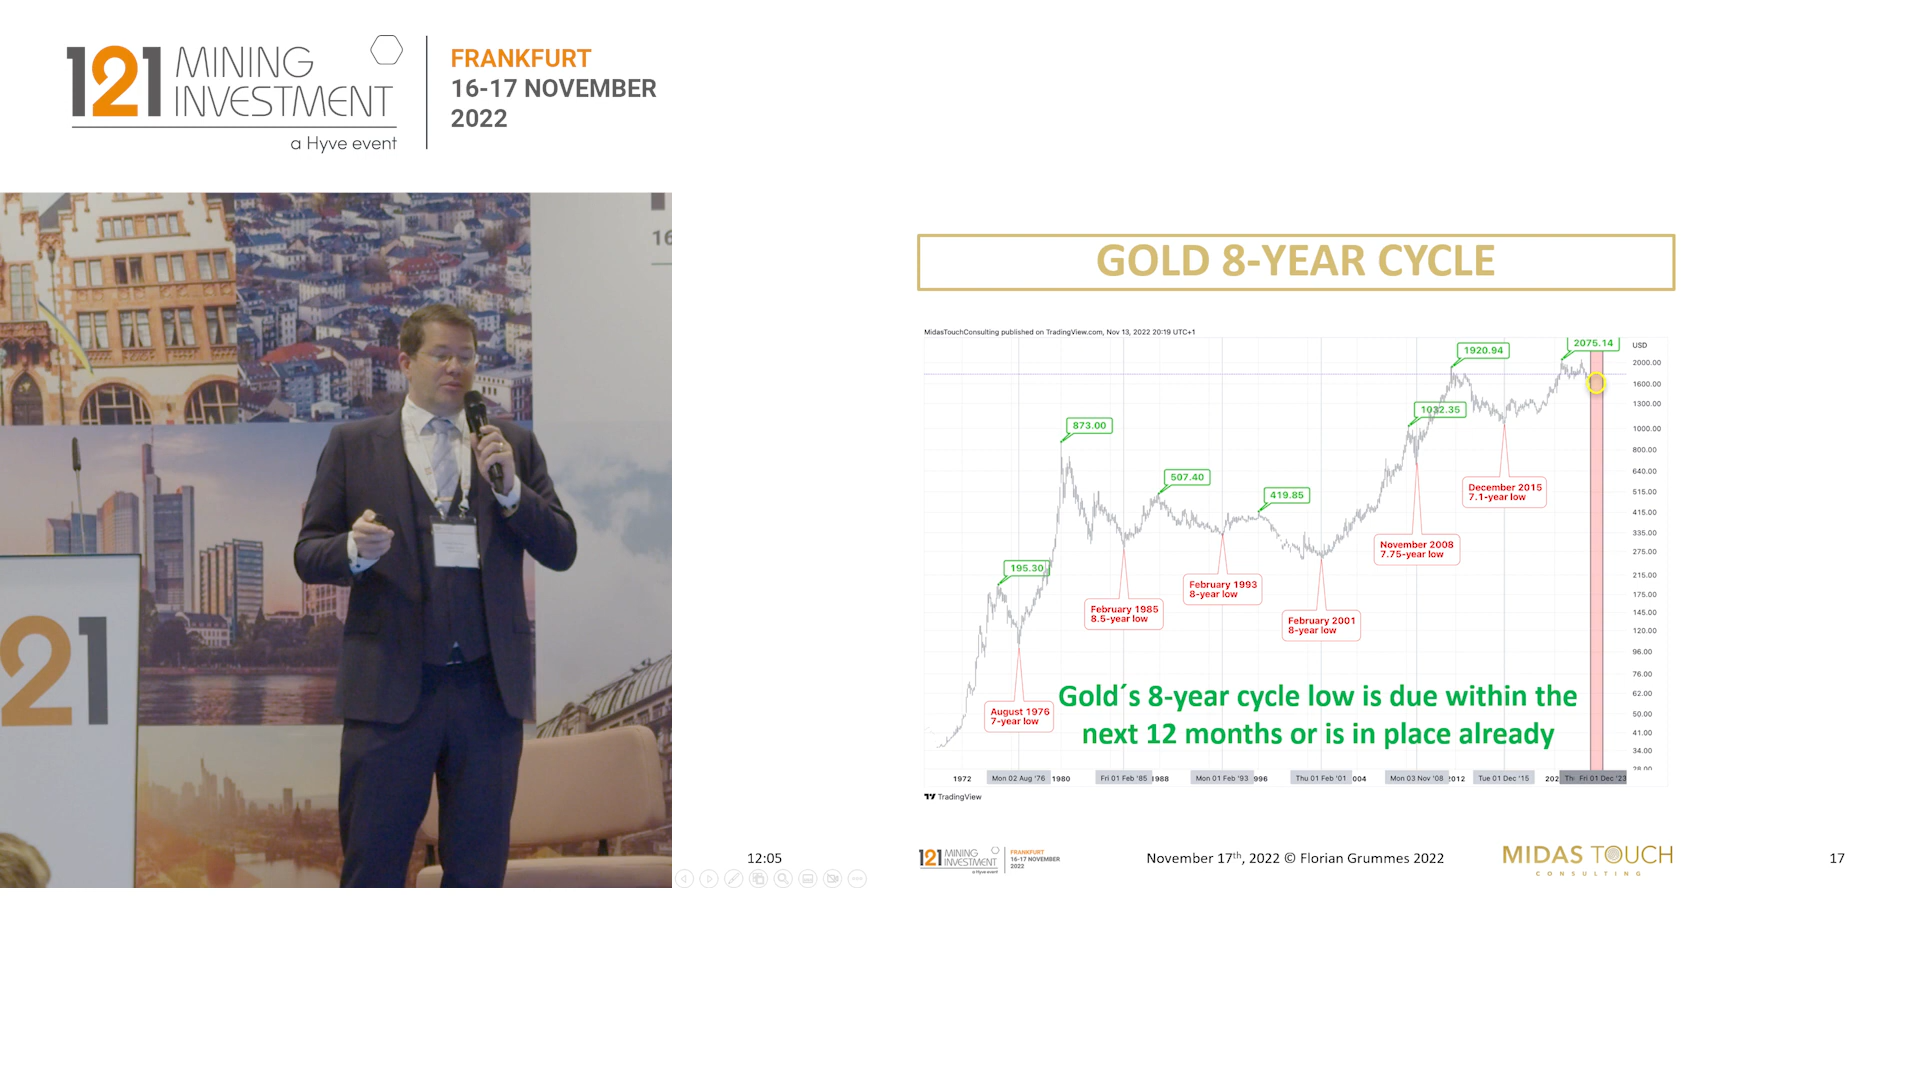 121 MINING INVESTMENT
a Hyve event
FRANKFURT
16-17 NOVEMBER
2022
16
21
GOLD 8-YEAR CYCLE
MidasTouchConsulting published on TradingView.com, Nov 13, 2022 20:19 UTC+1
USD
2000.00
1600.00
1300.00
1000.00
800.00
640.00
515.00
415.00
335.00
275.00
215.00
175.00
145.00
120.00
96.00
76.00
62.00
50.00
41.00
34.00
28.00
195.30
873.00
507.40
419.85
1032.35
1920.94
2075.14
August 1976
7-year low
February 1985
8.5-year low
February 1993
8-year low
February 2001
8-year low
November 2008
7.75-year low
December 2015
7.1-year low
Gold´s 8-year cycle low is due within the
next 12 months or is in place already
1972 Mon 02 Aug '76 1980 Fri 01 Feb '85 1988 Mon 01 Feb '93 996 Thu 01 Feb '01 004 Mon 03 Nov '08 012 Tue 01 Dec '15 202 Th Fri 01 Dec '23
TradingView
12:05
121 MINING INVESTMENT
a Hyve event
FRANKFURT
16-17 NOVEMBER
2022
November 17th, 2022 © Florian Grummes 2022
MIDAS TOUCH
CONSULTING
17